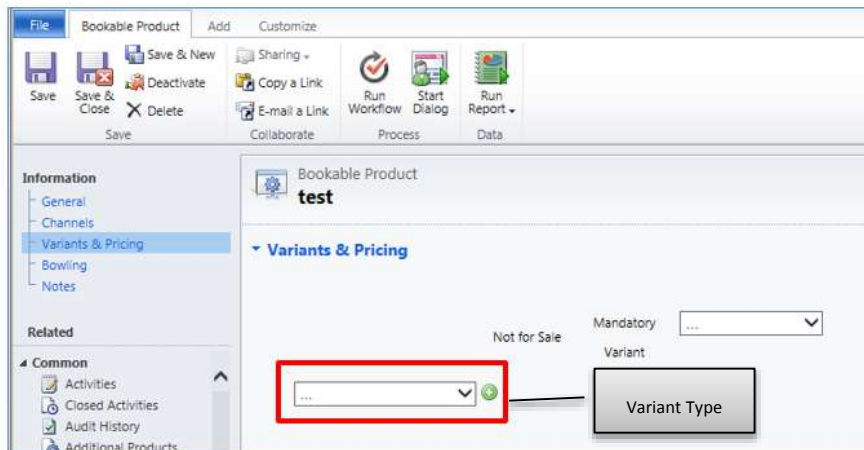 File Bookable Product Add Customize
Save
Save & Close
Save & New
Deactivate
Delete
Save
Sharing
Copy a Link
E-mail a Link
Collaborate
Run Workflow
Start Dialog
Process
Run Report
Data
Information
General
Channels
Variants & Pricing
Bowling
Notes
Related
Common
Activities
Closed Activities
Audit History
Additional Products
Bookable Product
test
Variants & Pricing
Not for Sale
Mandatory Variant
...
...
Variant Type